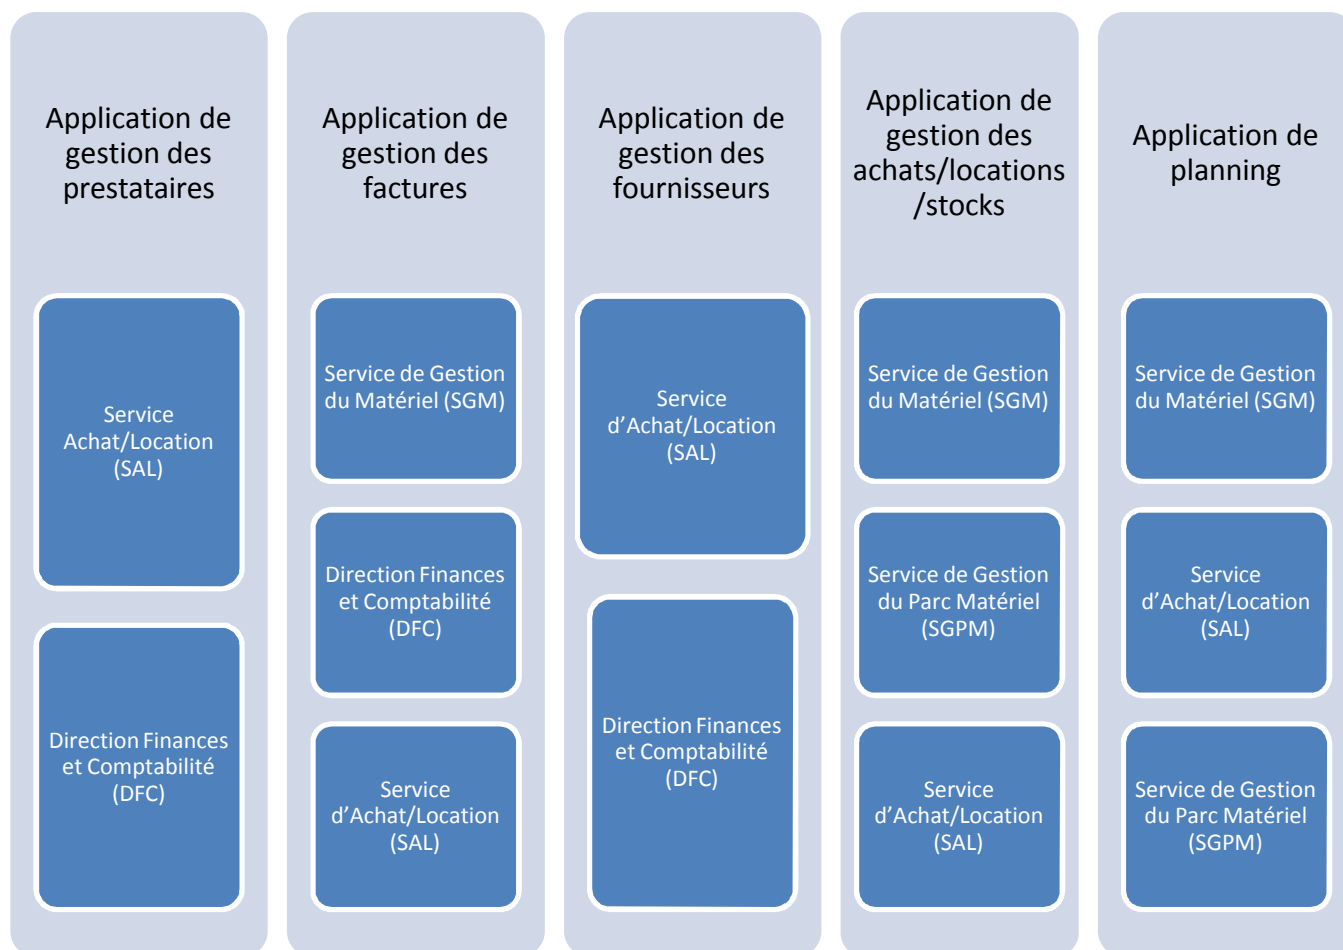 Application de
gestion des
prestataires
Service
Achat/Location
(SAL)
Direction Finances
et Comptabilité
(DFC)
Application de
gestion des
factures
Service de Gestion
du Matériel (SGM)
Direction Finances
et Comptabilité
(DFC)
Service
d’Achat/Location
(SAL)
Application de
gestion des
fournisseurs
Service
d’Achat/Location
(SAL)
Direction Finances
et Comptabilité
(DFC)
Application de
gestion des
achats/locations
/stocks
Service de Gestion
du Matériel (SGM)
Service de Gestion
du Parc Matériel
(SGPM)
Service
d’Achat/Location
(SAL)
Application de
planning
Service de Gestion
du Matériel (SGM)
Service
d’Achat/Location
(SAL)
Service de Gestion
du Parc Matériel
(SGPM)